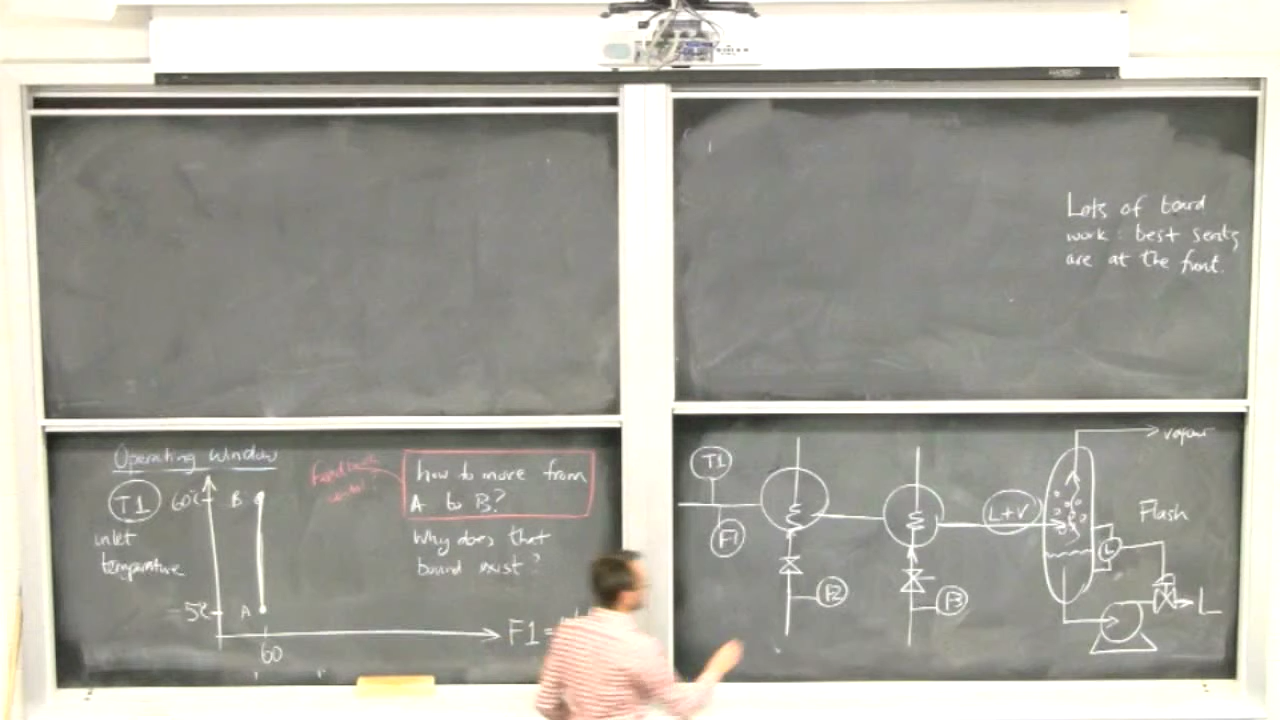 Lots of board
work: best seats
are at the front.
Operating window
T1
60°C
B
inlet
temperature
-5°C
A
60
F1=
how to move from
A to B?
Why does that
bound exist?
T1
F1
F2
F3
L+V
vapour
Flash
L
L